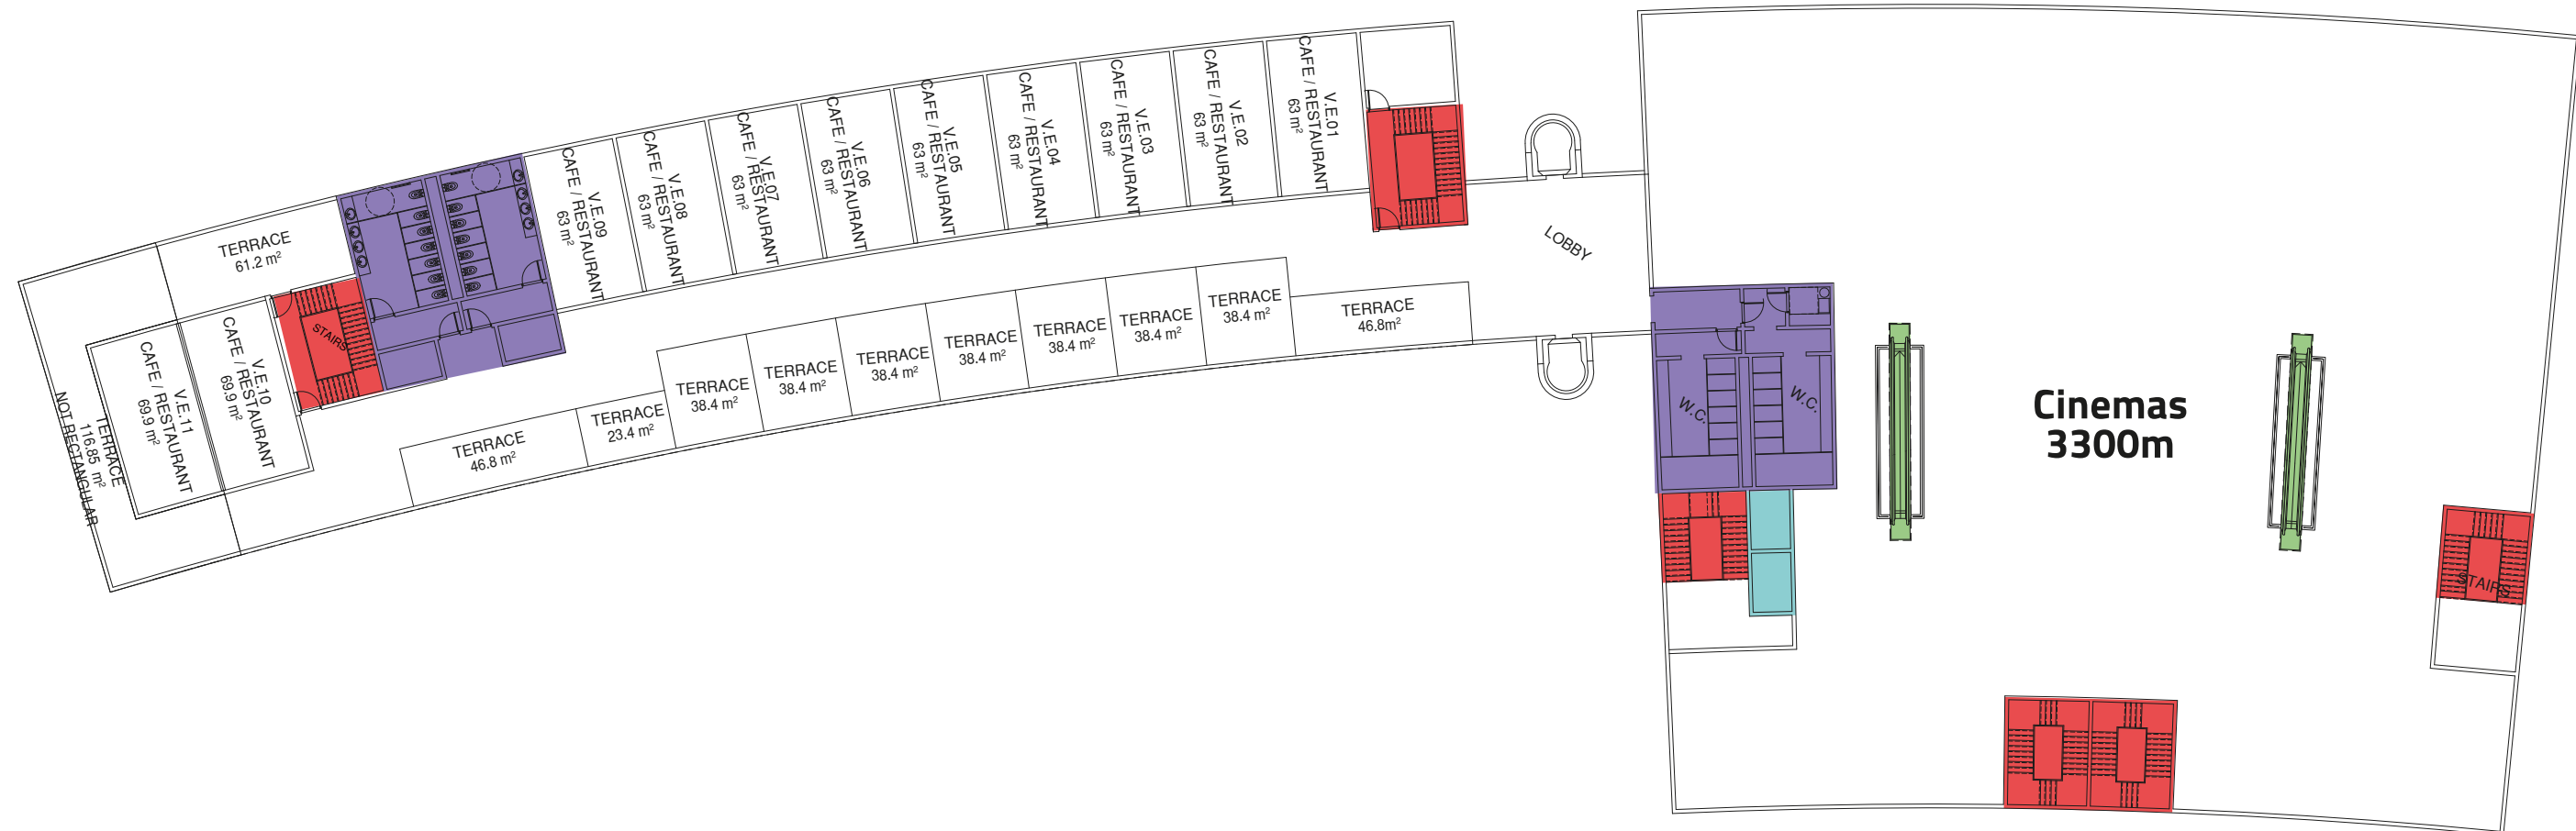 TERRACE
61.2 m²
TERRACE
116.85 m²
NOT RECTANGULAR
V.E.11
CAFE / RESTAURANT
69.9 m²
V.E.10
CAFE / RESTAURANT
69.9 m²
STAIRS
V.E.09
CAFE / RESTAURANT
63 m²
V.E.08
CAFE / RESTAURANT
63 m²
V.E.07
CAFE / RESTAURANT
63 m²
V.E.06
CAFE / RESTAURANT
63 m²
V.E.05
CAFE / RESTAURANT
63 m²
V.E.04
CAFE / RESTAURANT
63 m²
V.E.03
CAFE / RESTAURANT
63 m²
V.E.02
CAFE / RESTAURANT
63 m²
V.E.01
CAFE / RESTAURANT
63 m²
TERRACE
46.8 m²
TERRACE
23.4 m²
TERRACE
38.4 m²
TERRACE
38.4 m²
TERRACE
38.4 m²
TERRACE
38.4 m²
TERRACE
38.4 m²
TERRACE
38.4 m²
TERRACE
38.4 m²
TERRACE
46.8m²
LOBBY
W.C.
W.C.
Cinemas
3300m
STAIRS